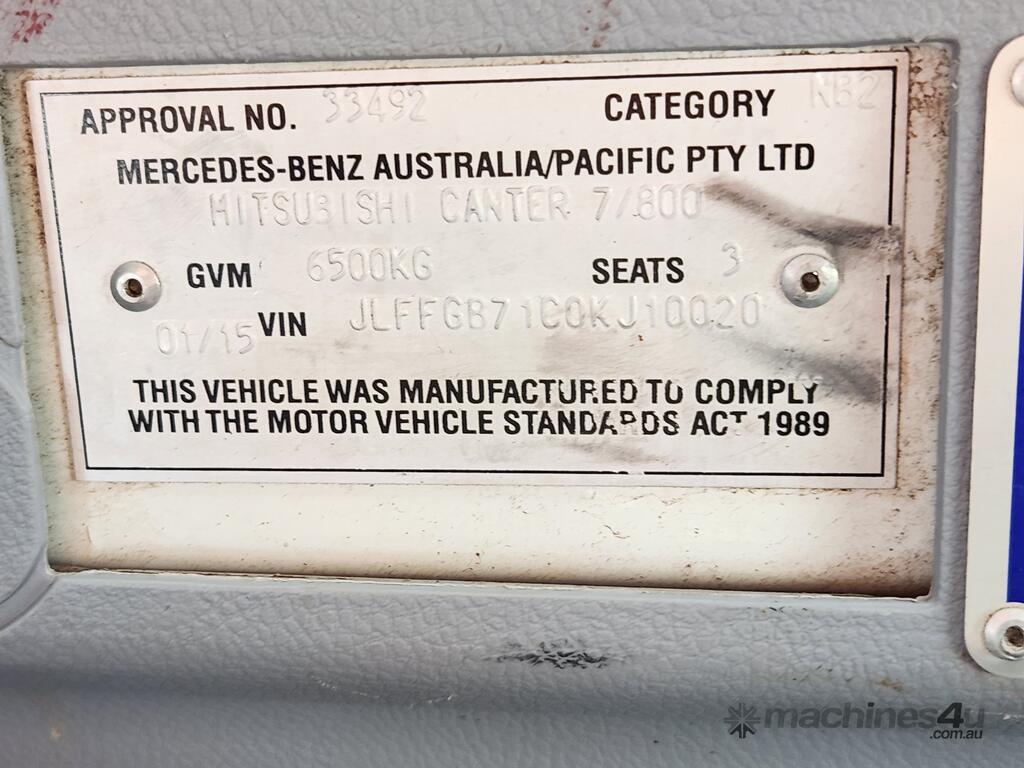 APPROVAL NO. 33492 CATEGORY NB2
MERCEDES-BENZ AUSTRALIA/PACIFIC PTY LTD
MITSUBISHI CANTER 7/800
GVM 6500KG SEATS 3
01/15 VIN JLFFGB71C0KJ10020
THIS VEHICLE WAS MANUFACTURED TO COMPLY
WITH THE MOTOR VEHICLE STANDARDS ACT 1989
machines4u
.com.au